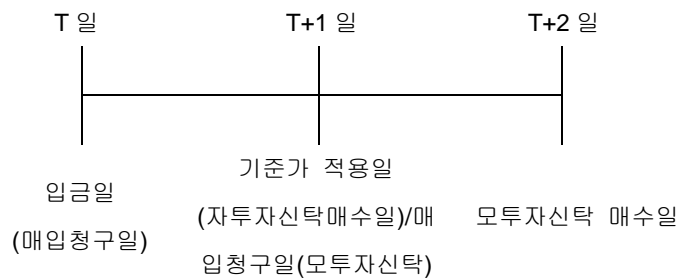 T 일 T+1 일 T+2 일
입금일
(매입청구일)
기준가 적용일
(자투자신탁매수일)/매
입청구일(모투자신탁)
모투자신탁 매수일